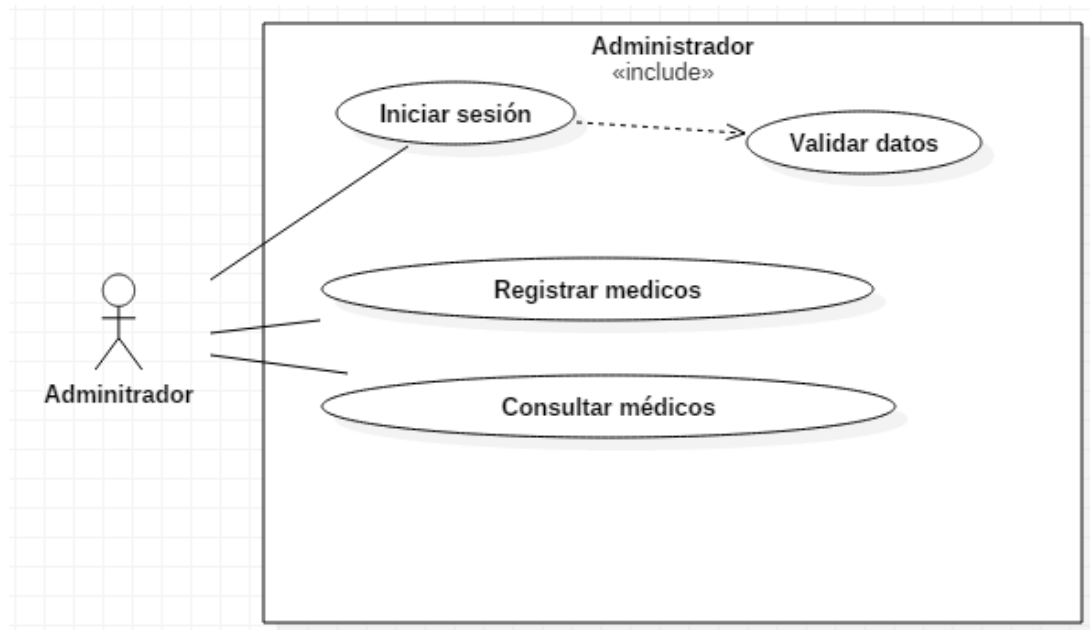 Administrador
«include»
Iniciar sesión
Validar datos
Registrar medicos
Adminitrador
Consultar médicos